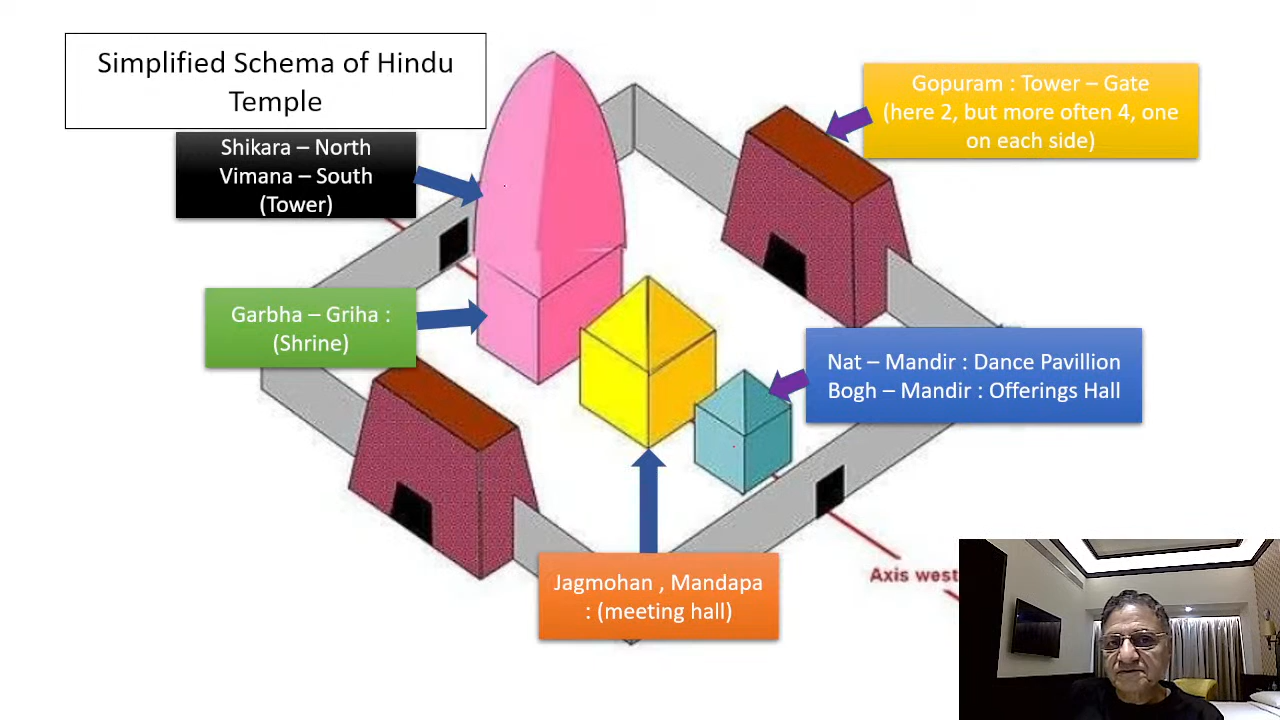 Simplified Schema of Hindu
Temple
Shikara – North
Vimana – South
(Tower)
Gopuram : Tower – Gate
(here 2, but more often 4, one
on each side)
Garbha – Griha :
(Shrine)
Nat – Mandir : Dance Pavillion
Bogh – Mandir : Offerings Hall
Jagmohan , Mandapa
: (meeting hall)
Axis west